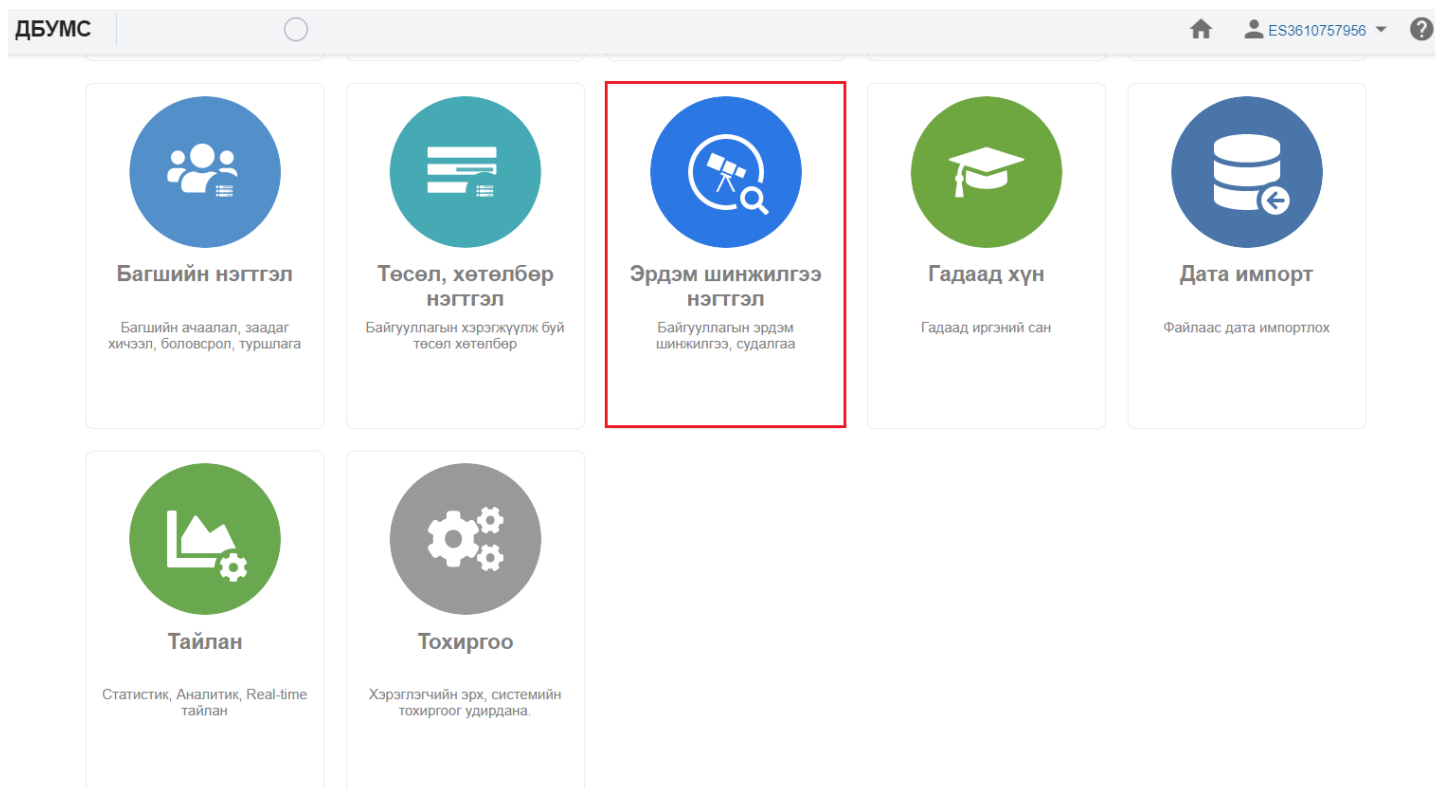 ДБУМС
ES3610757956
Багшийн нэгтгэл
Багшийн ачаалал, заадаг
хичээл, боловсрол, туршлага
Төсөл, хөтөлбөр
нэгтгэл
Байгууллагын хэрэгжүүлж буй
төсөл хөтөлбөр
Эрдэм шинжилгээ
нэгтгэл
Байгууллагын эрдэм
шинжилгээ, судалгаа
Гадаад хүн
Гадаад иргэний сан
Дата импорт
Файлаас дата импортлох
Тайлан
Статистик, Аналитик, Real-time
тайлан
Тохиргоо
Хэрэглэгчийн эрх, системийн
тохиргоог удирдана.